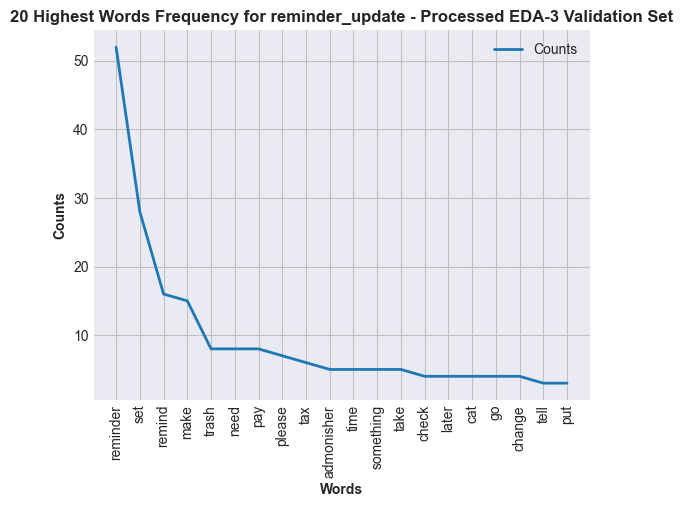 20 Highest Words Frequency for reminder_update - Processed EDA-3 Validation Set
Counts
50
40
30
20
10
Counts
reminder
set
remind
make
trash
need
pay
please
tax
admonisher
time
something
take
check
later
cat
go
change
tell
put
Words